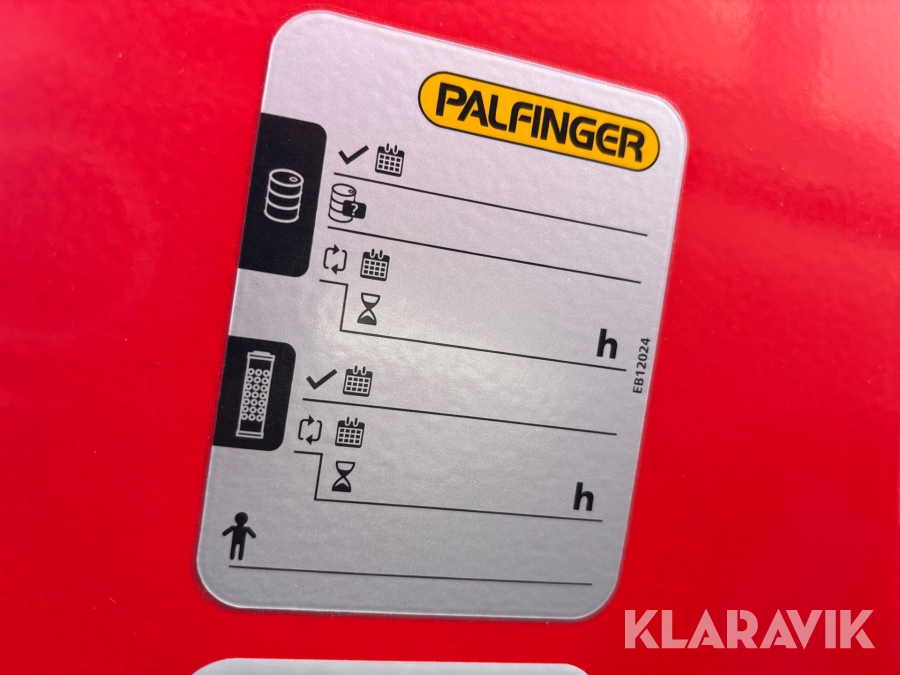 PALFINGER
?
h
EB12024
h
KLARAVIK